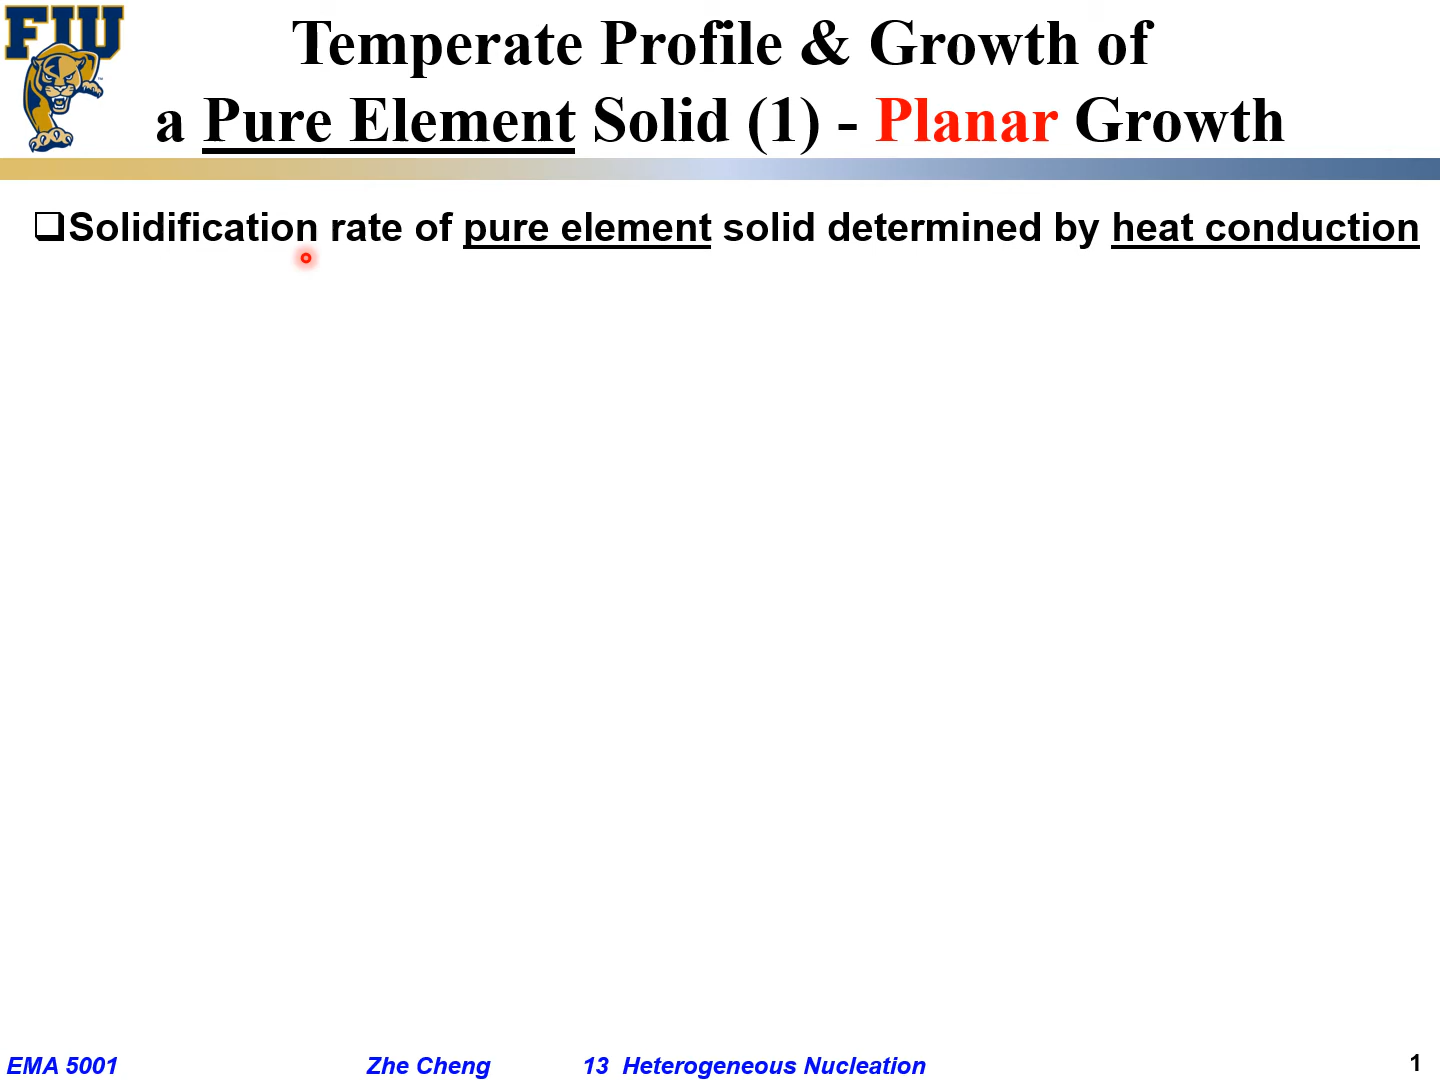 FIU
Temperate Profile & Growth of
a Pure Element Solid (1) - Planar Growth
❑Solidification rate of pure element solid determined by heat conduction
EMA 5001 Zhe Cheng 13 Heterogeneous Nucleation 1